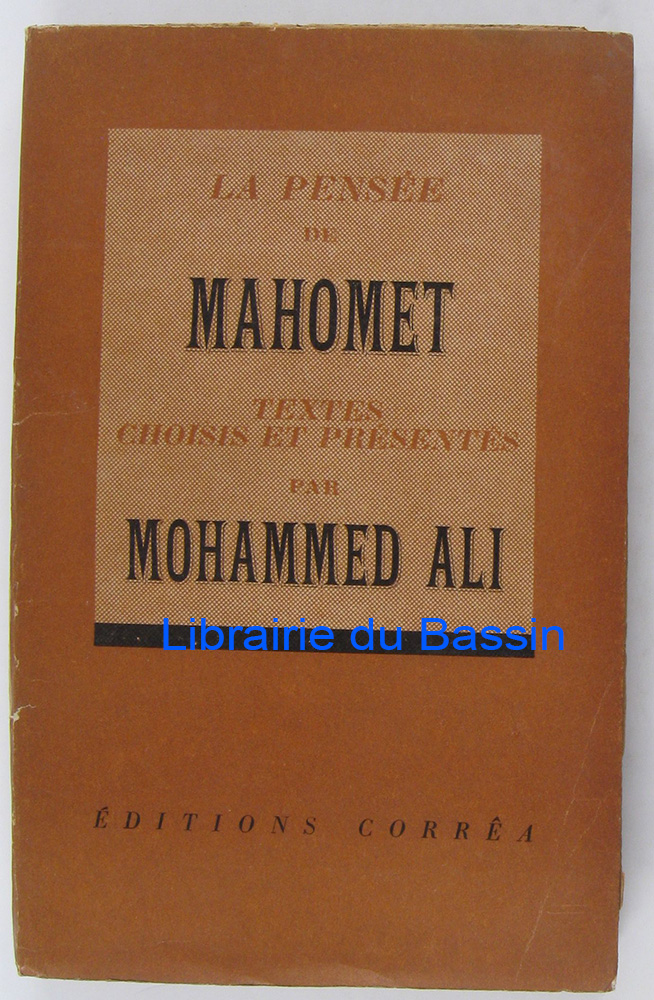 LA PENSÉE
DE
MAHOMET
TEXTES
CHOISIS ET PRÉSENTÉS
PAR
MOHAMMED ALI
Librairie du Bassin
ÉDITIONS CORRÊA